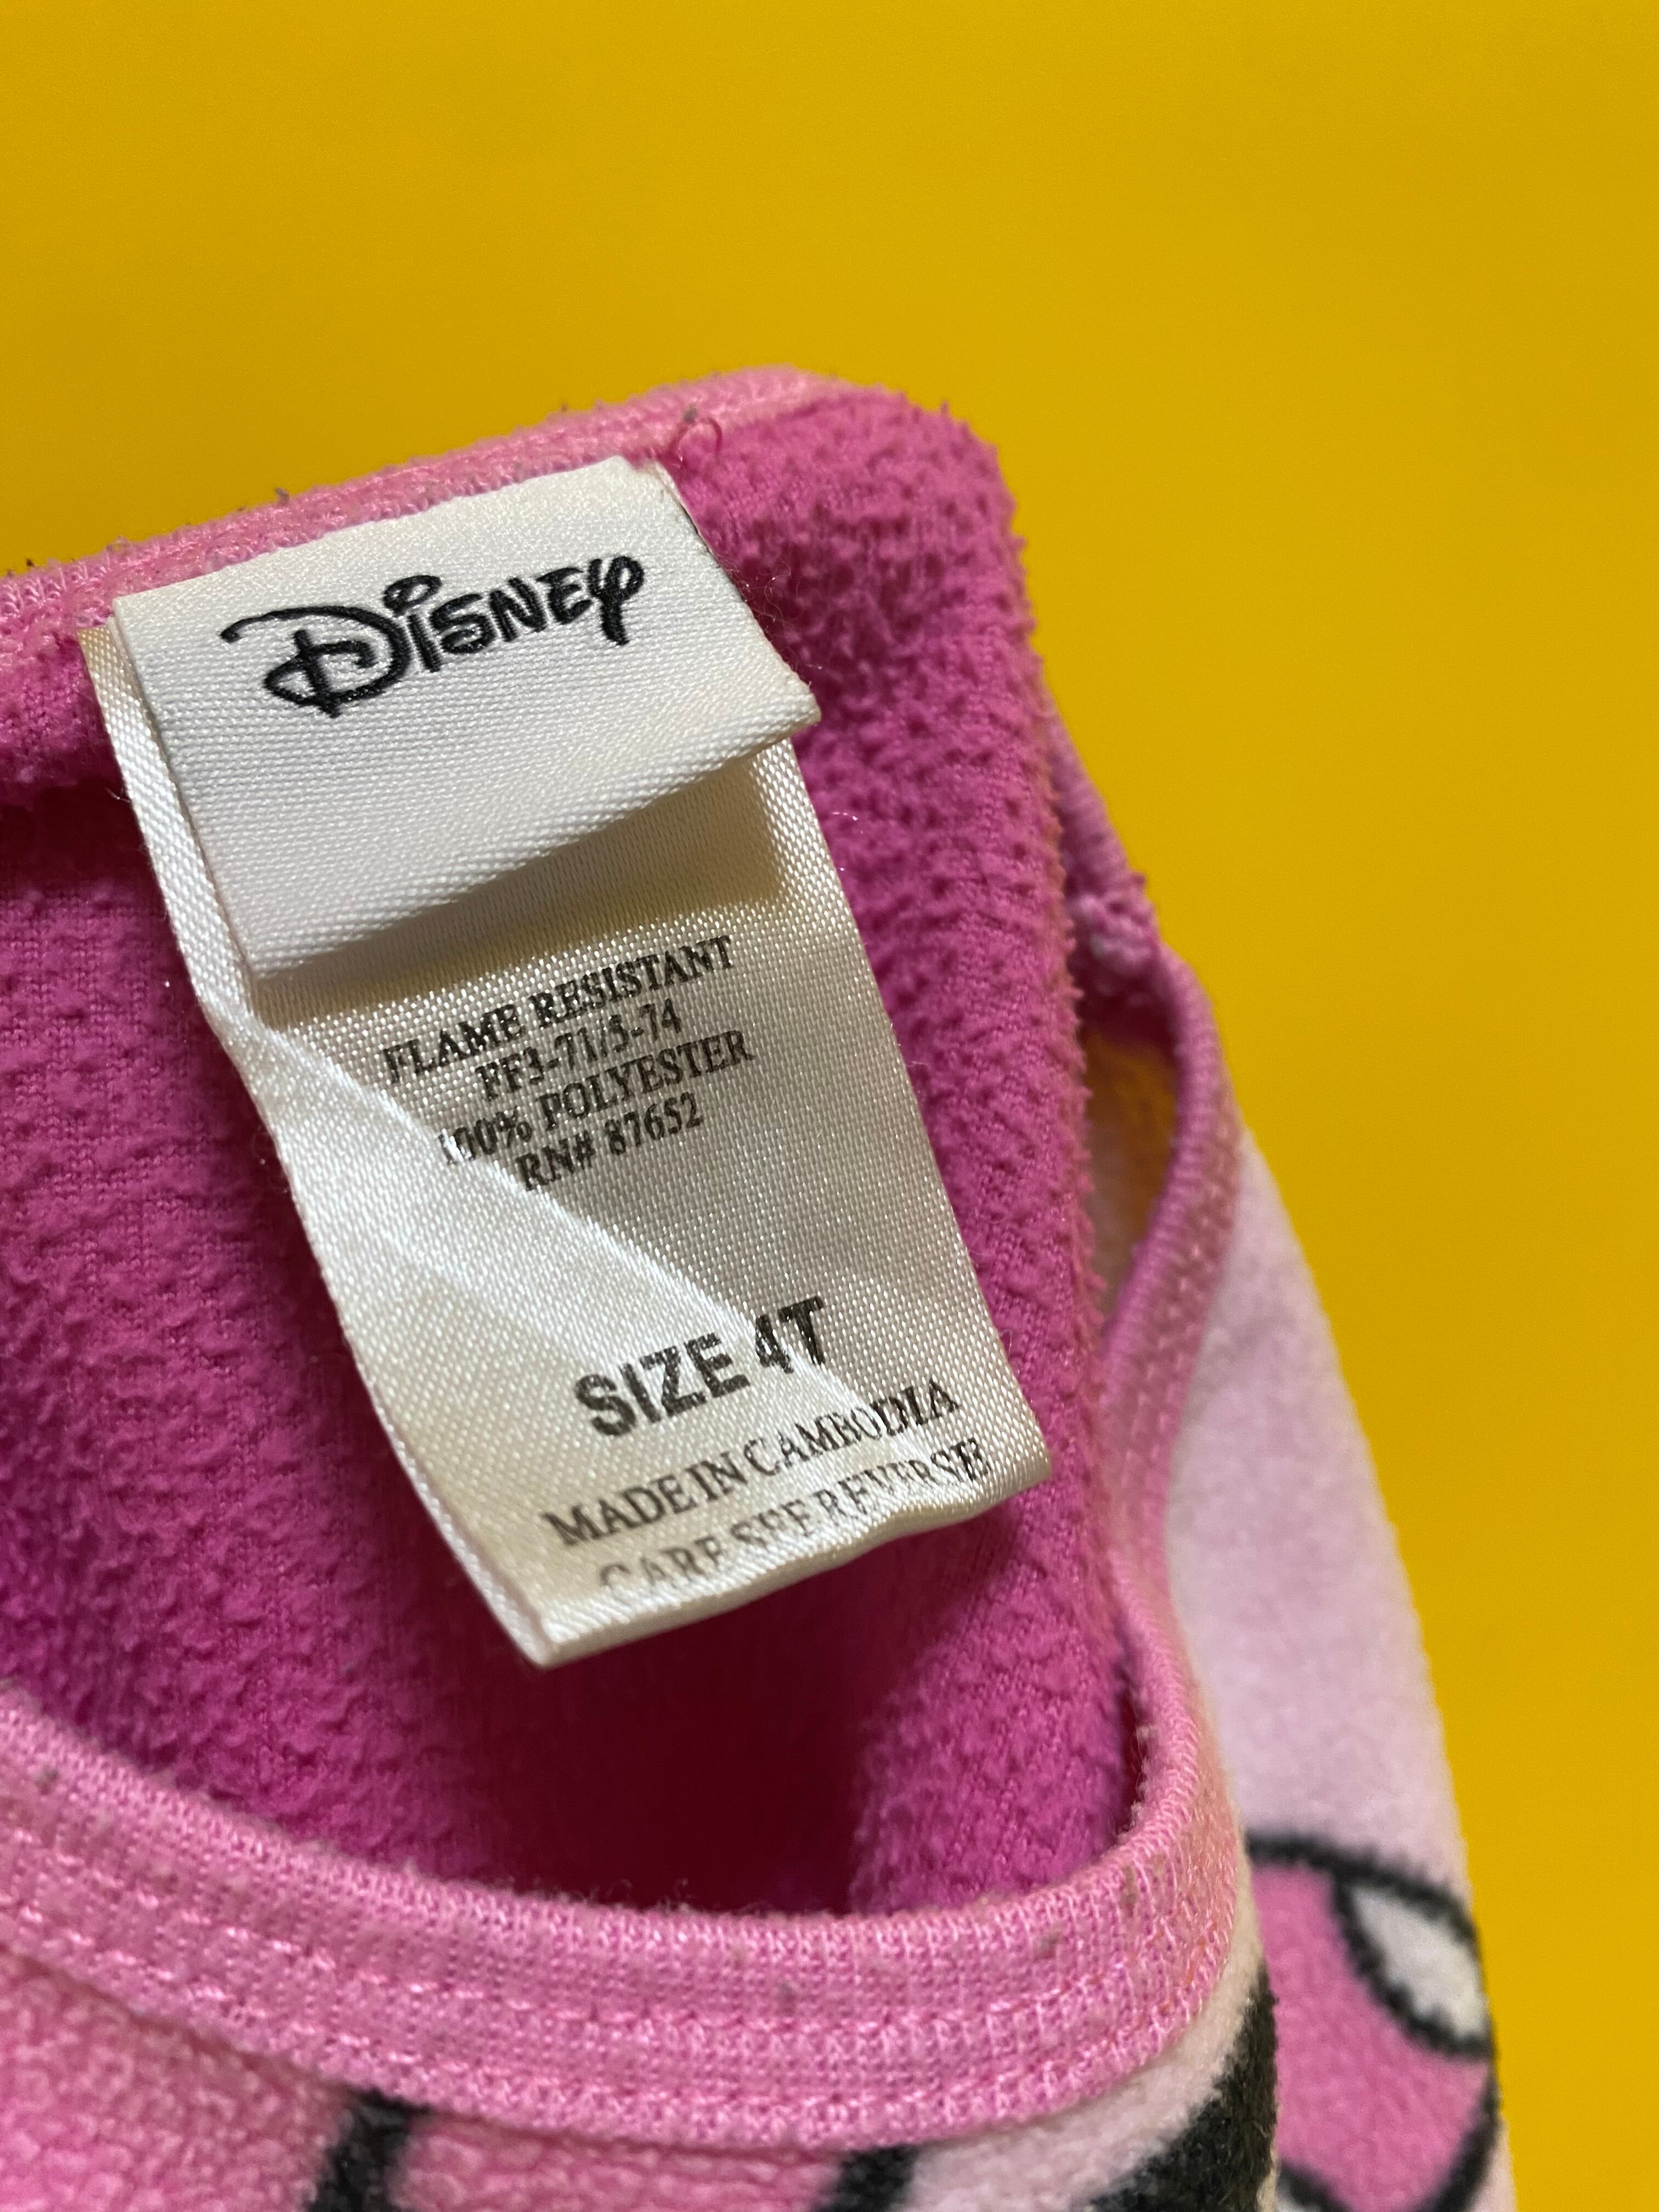 Disney
FLAME RESISTANT
FF3-71/5-74
100% POLYESTER
RN# 87652
SIZE 4T
MADE IN CAMBODIA
CARE SEE REVERSE